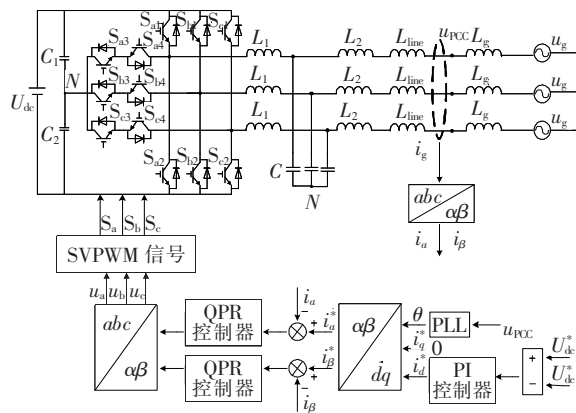 S_a1 S_b1 S_c1
u_PCC
C_1 S_a3 S_a4 L_1 L_2 L_line L_g u_g
U_dc N S_b3 S_b4 L_1 L_2 L_line L_g u_g
C_2 S_c3 S_c4 L_1 L_2 L_line L_g u_g
S_a2 S_b2 S_c2
C
N
i_g
abc
αβ
i_a i_β
S_a S_b S_c
SVPWM 信号
u_a u_b u_c
abc
αβ
QPR
控制器
i_a
−
+
i_a^*
QPR
控制器
i_β^*
+
−
i_β
αβ
dq
θ
i_q^*
0
i_d^*
PLL
u_PCC
PI
控制器
+
−
U_dc^*
U_dc^*